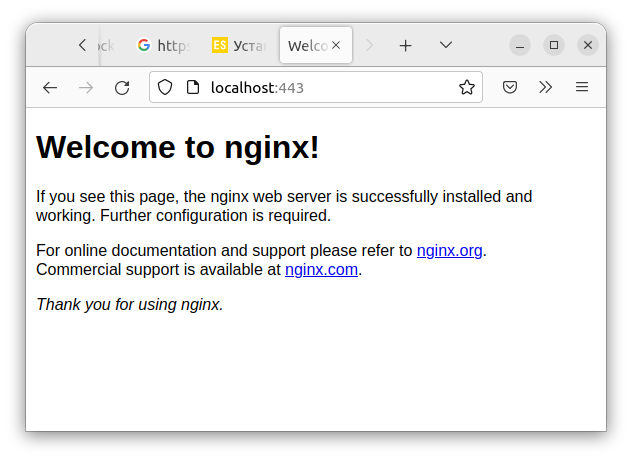 https
ES Уста
Welco
localhost:443
Welcome to nginx!
If you see this page, the nginx web server is successfully installed and
working. Further configuration is required.
For online documentation and support please refer to nginx.org.
Commercial support is available at nginx.com.
Thank you for using nginx.